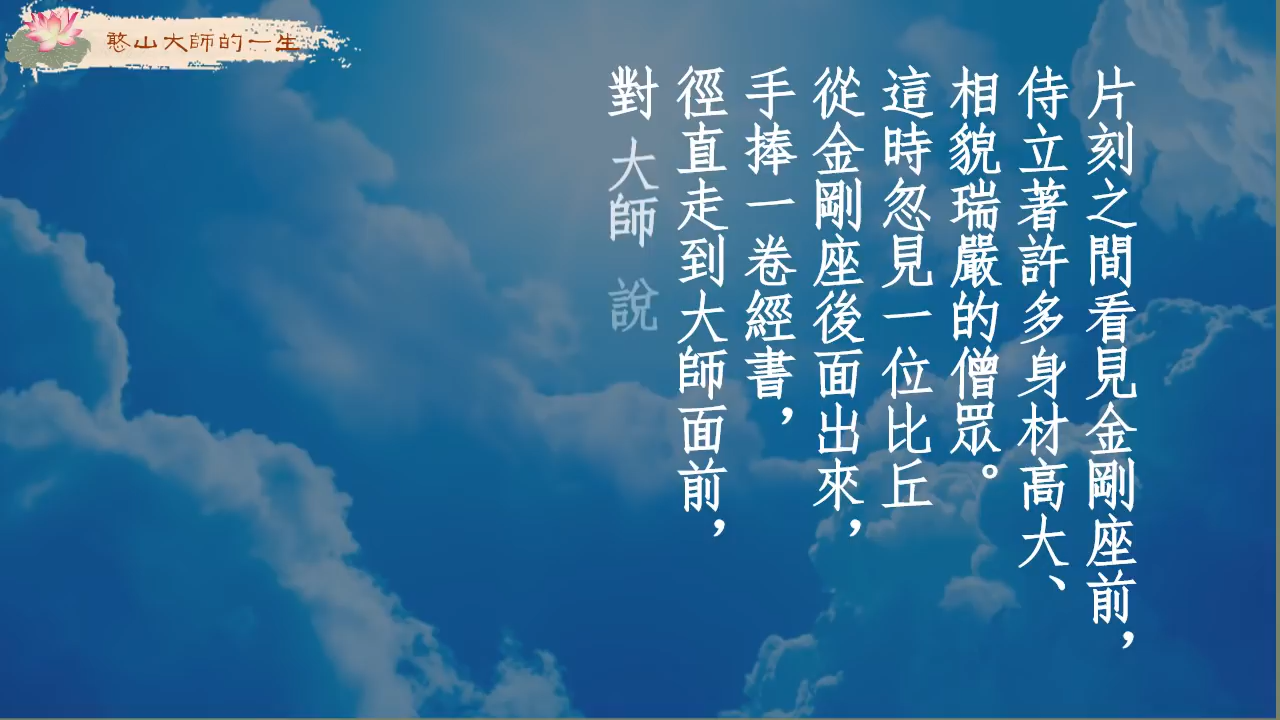 憨山大師的一生
片刻之間看見金剛座前，
侍立著許多身材高大、
相貌瑞嚴的僧眾。
這時忽見一位比丘
從金剛座後面出來，
手捧一卷經書，
徑直走到大師面前，
對 大師 說